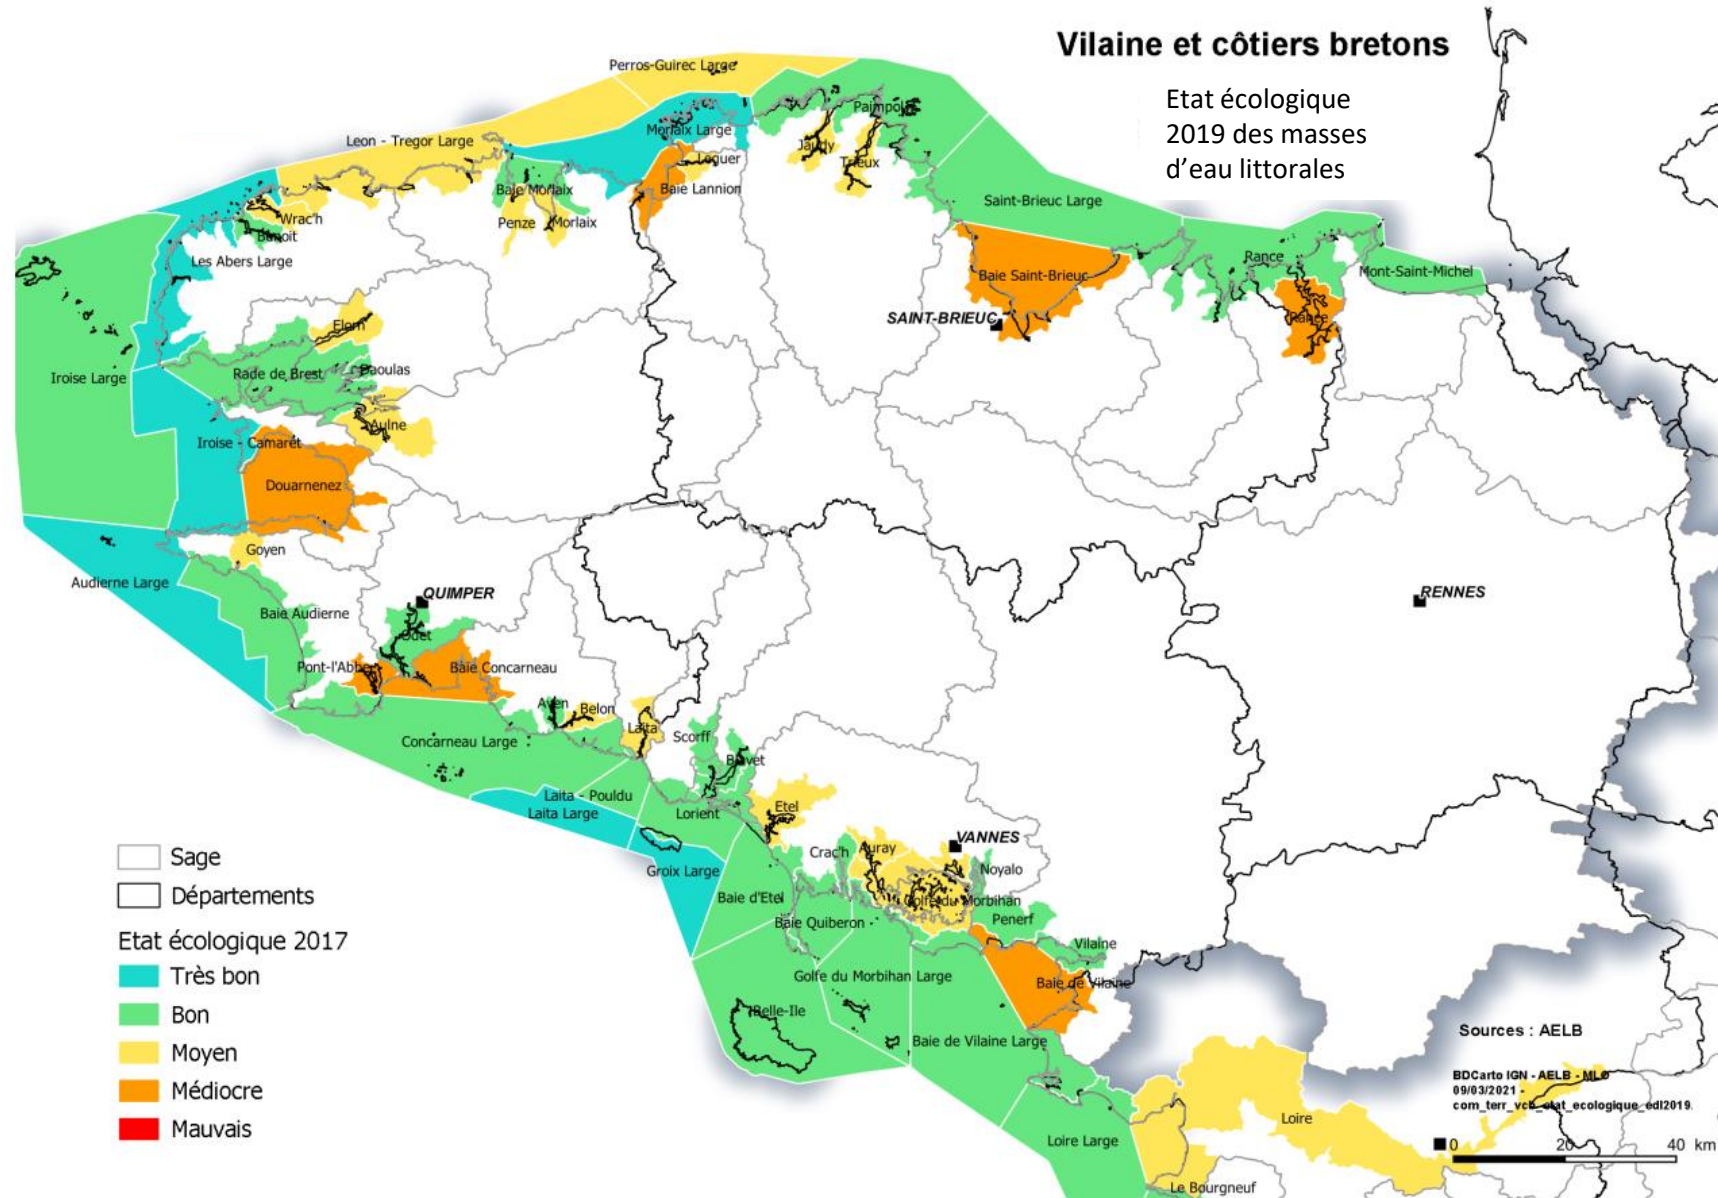 Vilaine et côtiers bretons
Etat écologique
2019 des masses
d'eau littorales
Perros-Guirec Large
Morlaix Large
Leon - Tregor Large
Paimpol
Jaudy
Trieux
Leguer
Baie Lannion
Baie Morlaix
Penze
Morlaix
Wrac'h
Benoit
Les Abers Large
Saint-Brieuc Large
Baie Saint-Brieuc
SAINT-BRIEUC
Rance
Mont-Saint-Michel
Rance
Elorn
Rade de Brest
Daoulas
Aulne
Iroise Large
Iroise - Camaret
Douarnenez
Goyen
Audierne Large
Baie Audierne
QUIMPER
Odet
Pont-l'Abbe
Baie Concarneau
Aven
Belon
Laita
Scorff
Blavet
Concarneau Large
Laita - Pouldu
Laita Large
Lorient
Etel
Groix Large
Crac'h
Auray
VANNES
Noyalo
Golfe du Morbihan
Penerf
Baie d'Etel
Baie Quiberon
Vilaine
Golfe du Morbihan Large
Baie de Vilaine
Belle-Ile
Baie de Vilaine Large
RENNES
Loire
Loire Large
Le Bourgneuf
Sage
Départements
Etat écologique 2017
Très bon
Bon
Moyen
Médiocre
Mauvais
Sources : AELB
BDCarto IGN - AELB - MLO
09/03/2021 -
com_terr_vcb_etat_ecologique_edl2019.
0 20 40 km